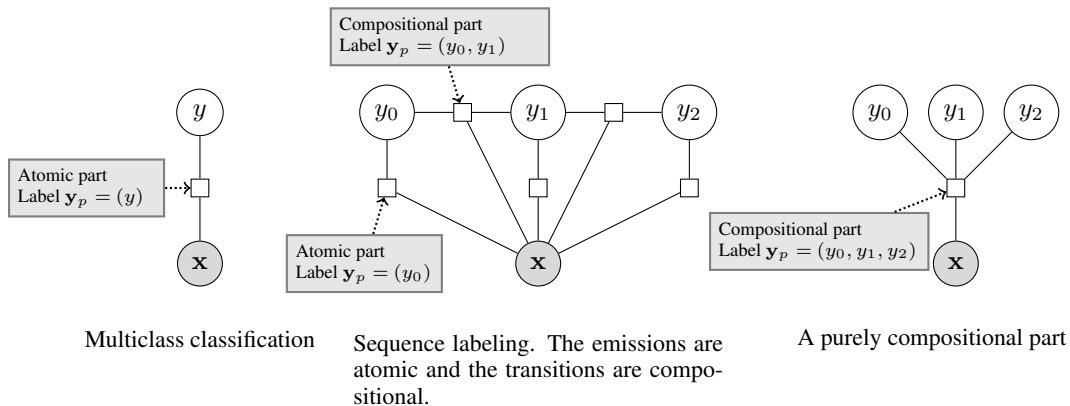 Compositional part
Label y_p = (y_0, y_1)
y
y_0
y_1
y_2
y_0
y_1
y_2
Atomic part
Label y_p = (y)
Atomic part
Label y_p = (y_0)
Compositional part
Label y_p = (y_0, y_1, y_2)
x
x
x
Multiclass classification
Sequence labeling. The emissions are
atomic and the transitions are compo-
sitional.
A purely compositional part